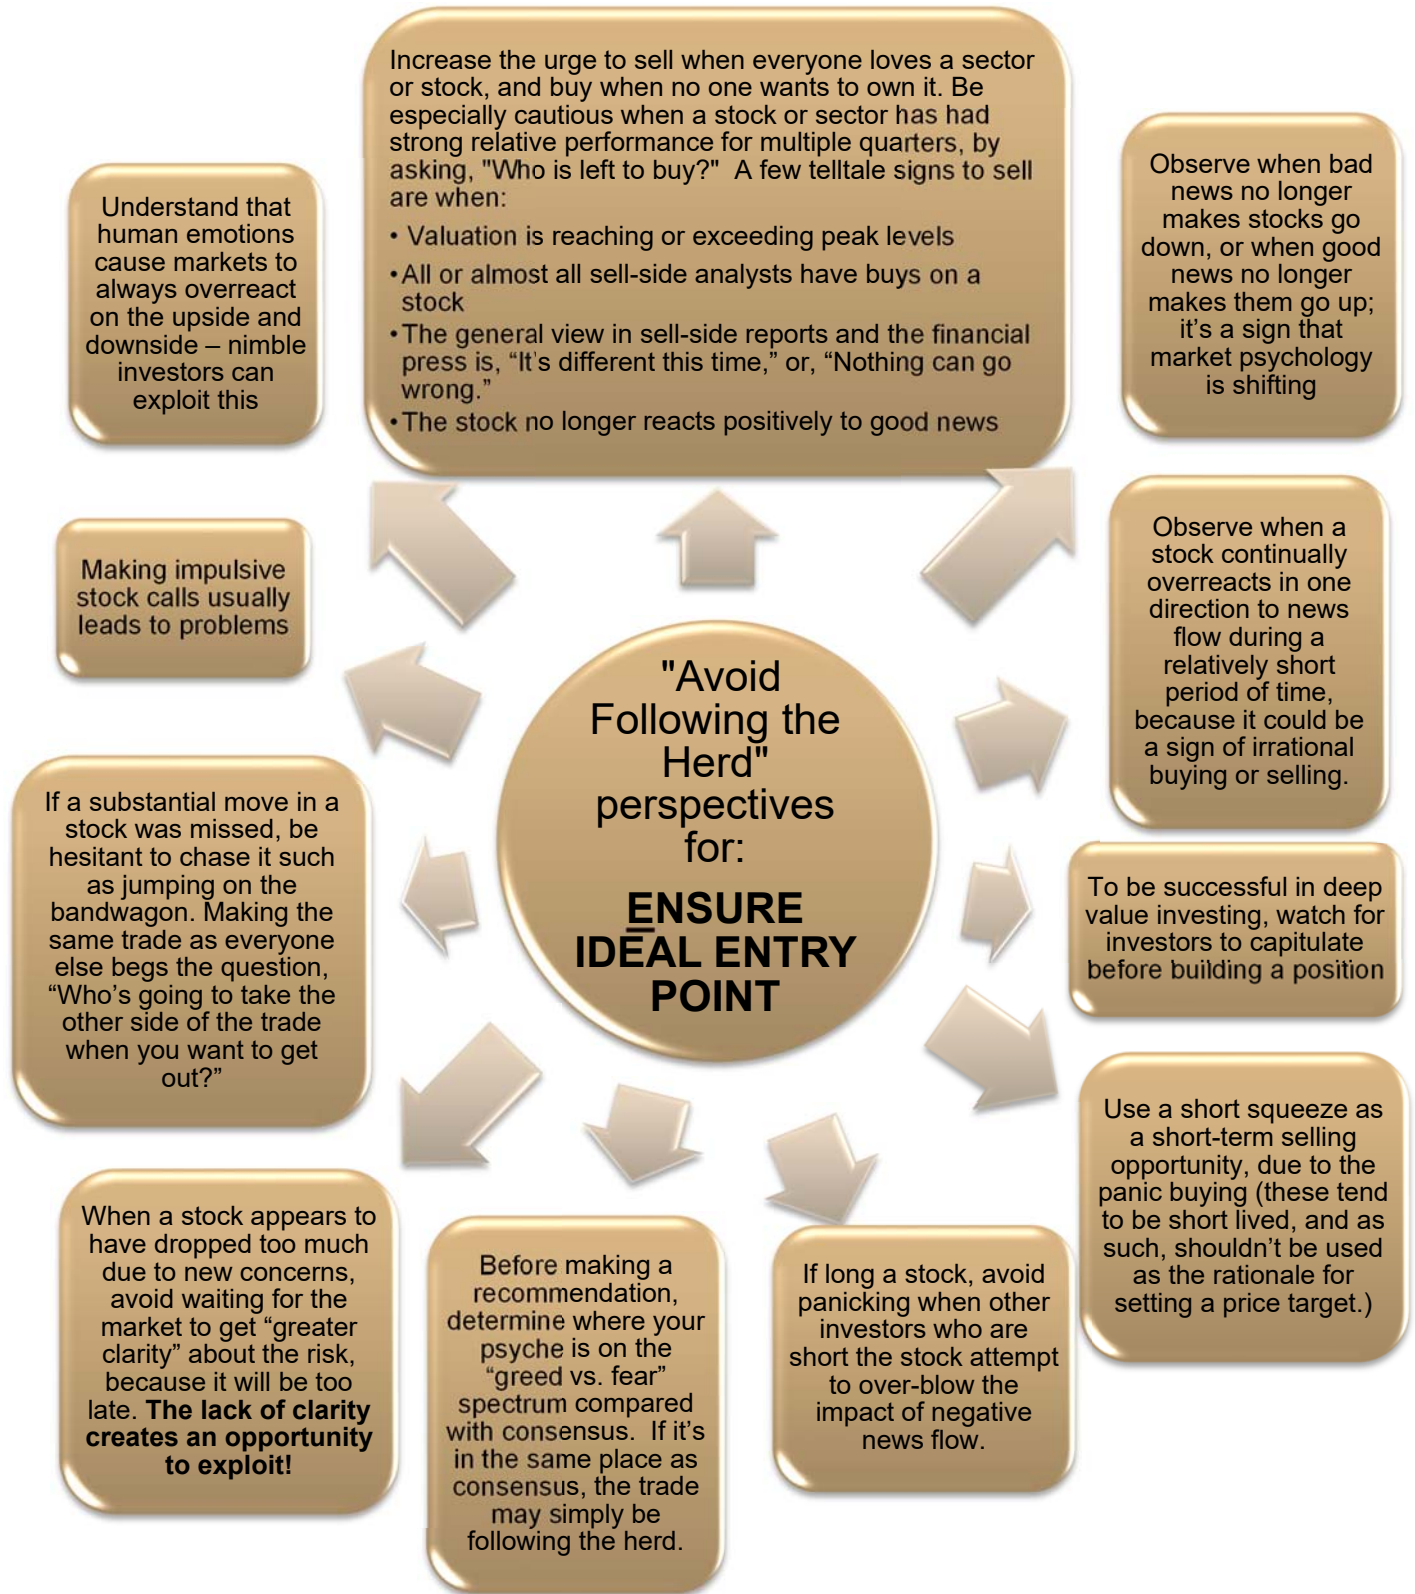 Increase the urge to sell when everyone loves a sector
or stock, and buy when no one wants to own it. Be
especially cautious when a stock or sector has had
strong relative performance for multiple quarters, by
asking, "Who is left to buy?"  A few telltale signs to sell
are when:
• Valuation is reaching or exceeding peak levels
• All or almost all sell-side analysts have buys on a
stock
• The general view in sell-side reports and the financial
press is, “It’s different this time,” or, “Nothing can go
wrong.”
• The stock no longer reacts positively to good news
Observe when bad
news no longer
makes stocks go
down, or when good
news no longer
makes them go up;
it’s a sign that
market psychology
is shifting
Observe when a
stock continually
overreacts in one
direction to news
flow during a
relatively short
period of time,
because it could be
a sign of irrational
buying or selling.
To be successful in deep
value investing, watch for
investors to capitulate
before building a position
Use a short squeeze as
a short-term selling
opportunity, due to the
panic buying (these tend
to be short lived, and as
such, shouldn’t be used
as the rationale for
setting a price target.)
If long a stock, avoid
panicking when other
investors who are
short the stock attempt
to over-blow the
impact of negative
news flow.
Before making a
recommendation,
determine where your
psyche is on the
“greed vs. fear”
spectrum compared
with consensus.  If it’s
in the same place as
consensus, the trade
may simply be
following the herd.
When a stock appears to
have dropped too much
due to new concerns,
avoid waiting for the
market to get “greater
clarity” about the risk,
because it will be too
late. The lack of clarity
creates an opportunity
to exploit!
If a substantial move in a
stock was missed, be
hesitant to chase it such
as jumping on the
bandwagon. Making the
same trade as everyone
else begs the question,
“Who’s going to take the
other side of the trade
when you want to get
out?”
Making impulsive
stock calls usually
leads to problems
Understand that
human emotions
cause markets to
always overreact
on the upside and
downside – nimble
investors can
exploit this
"Avoid
Following the
Herd"
perspectives
for:
ENSURE
IDEAL ENTRY
POINT